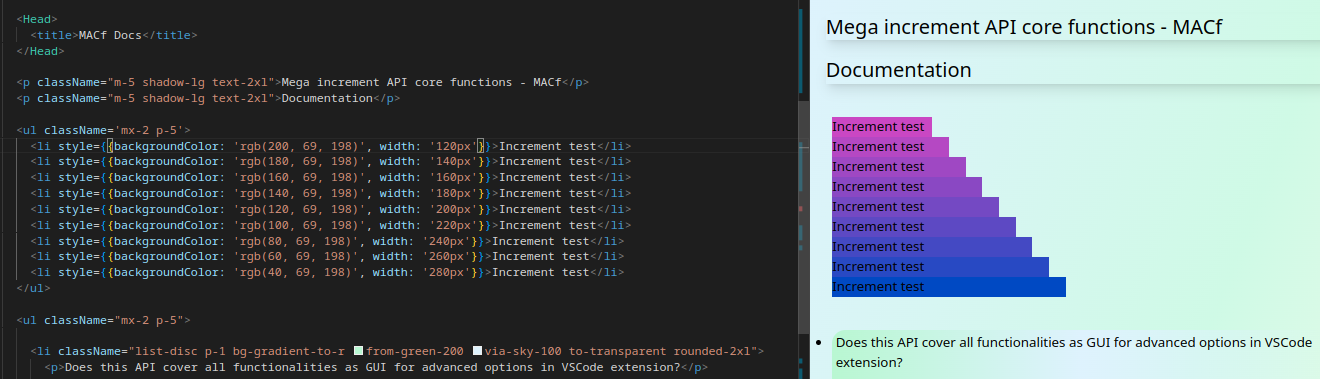 <Head>
<title>MACf Docs</title>
</Head>
<p className="m-5 shadow-lg text-2xl">Mega increment API core functions - MACf</p>
<p className="m-5 shadow-lg text-2xl">Documentation</p>
<ul className='mx-2 p-5'>
<li style={{backgroundColor: 'rgb(200, 69, 198)', width: '120px'}}>Increment test</li>
<li style={{backgroundColor: 'rgb(180, 69, 198)', width: '140px'}}>Increment test</li>
<li style={{backgroundColor: 'rgb(160, 69, 198)', width: '160px'}}>Increment test</li>
<li style={{backgroundColor: 'rgb(140, 69, 198)', width: '180px'}}>Increment test</li>
<li style={{backgroundColor: 'rgb(120, 69, 198)', width: '200px'}}>Increment test</li>
<li style={{backgroundColor: 'rgb(100, 69, 198)', width: '220px'}}>Increment test</li>
<li style={{backgroundColor: 'rgb(80, 69, 198)', width: '240px'}}>Increment test</li>
<li style={{backgroundColor: 'rgb(60, 69, 198)', width: '260px'}}>Increment test</li>
<li style={{backgroundColor: 'rgb(40, 69, 198)', width: '280px'}}>Increment test</li>
</ul>
<ul className="mx-2 p-5">
<li className="list-disc p-1 bg-gradient-to-r from-green-200 via-sky-100 to-transparent rounded-2xl">
<p>Does this API cover all functionalities as GUI for advanced options in VSCode extension?</p>
Mega increment API core functions - MACf
Documentation
Increment test
Increment test
Increment test
Increment test
Increment test
Increment test
Increment test
Increment test
Increment test
Does this API cover all functionalities as GUI for advanced options in VSCode
extension?